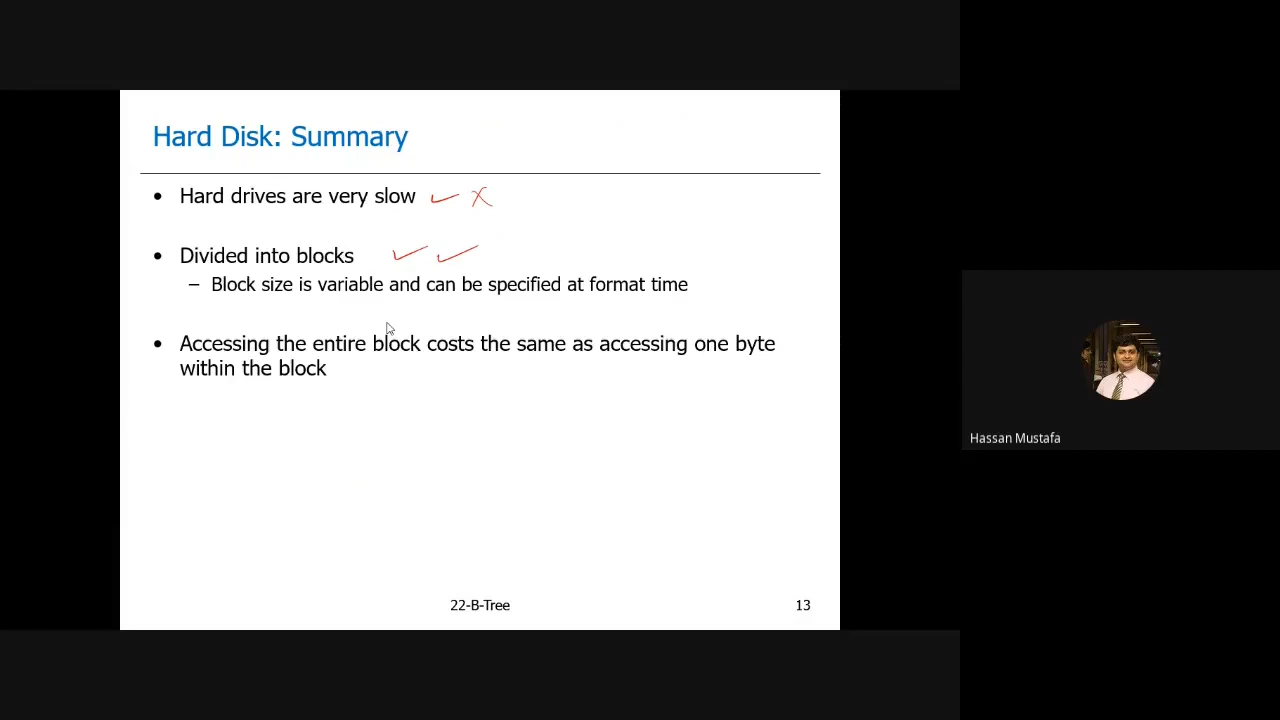 Hard Disk: Summary
• Hard drives are very slow ✓ X
• Divided into blocks ✓ ✓
– Block size is variable and can be specified at format time
• Accessing the entire block costs the same as accessing one byte
within the block
22-B-Tree
13
Hassan Mustafa